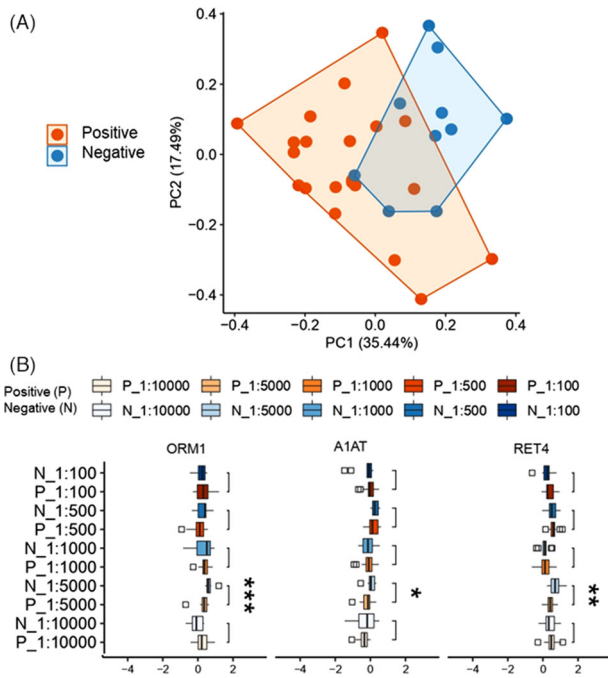 (A)
0.4
0.2
0.0
−0.2
−0.4
PC2 (17.49%)
Positive
Negative
−0.4 −0.2 0.0 0.2 0.4
PC1 (35.44%)
(B)
Positive (P) P_1:10000 P_1:5000 P_1:1000 P_1:500 P_1:100
Negative (N) N_1:10000 N_1:5000 N_1:1000 N_1:500 N_1:100
ORM1 A1AT RET4
N_1:100
P_1:100
N_1:500
P_1:500
N_1:1000
P_1:1000
N_1:5000
P_1:5000
N_1:10000
P_1:10000
*** * **
−4 −2 0 2 −4 −2 0 2 −4 −2 0 2